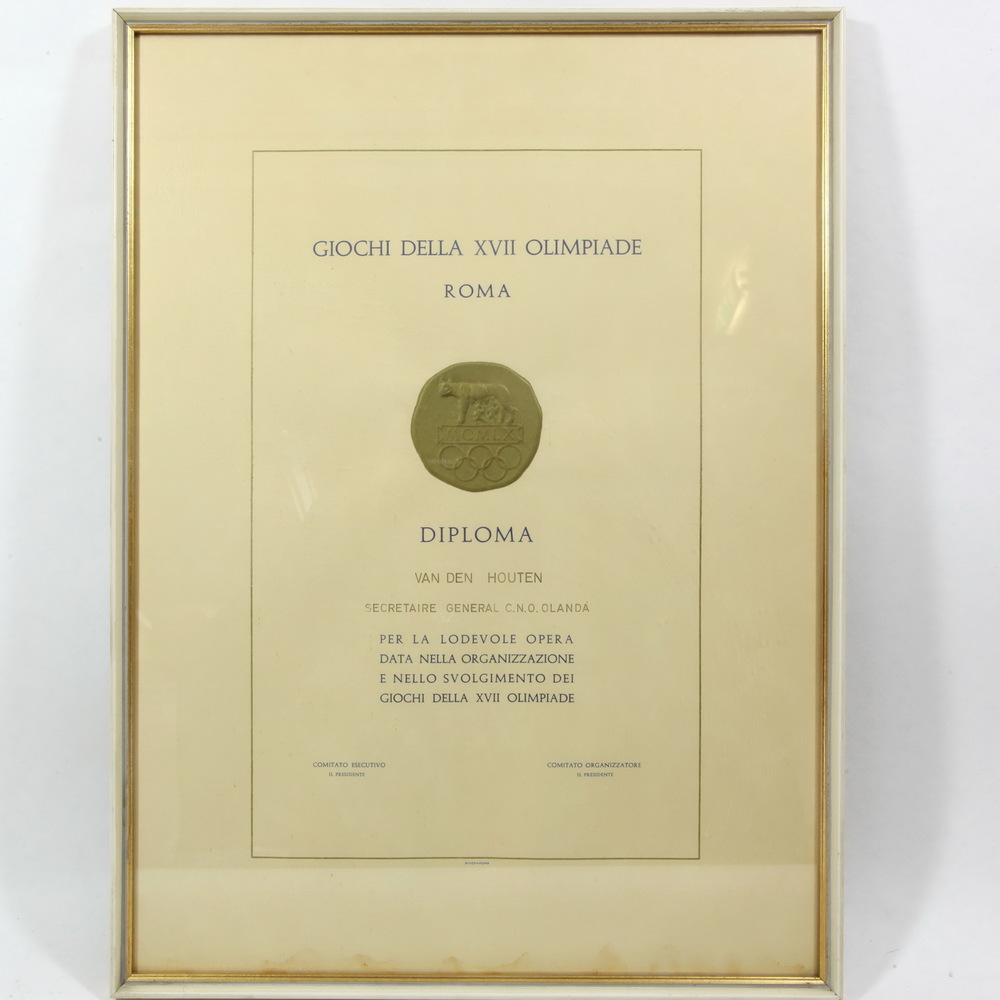 GIOCHI DELLA XVII OLIMPIADE
ROMA
MCMLX
DIPLOMA
VAN DEN HOUTEN
SECRETAIRE GENERAL C.N.O. OLANDA
PER LA LODEVOLE OPERA
DATA NELLA ORGANIZZAZIONE
E NELLO SVOLGIMENTO DEI
GIOCHI DELLA XVII OLIMPIADE
COMITATO ESECUTIVO
IL PRESIDENTE
COMITATO ORGANIZZATORE
IL PRESIDENTE